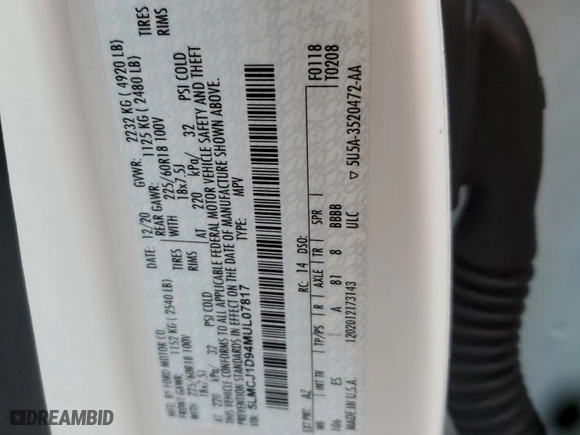 MFD. BY FORD MOTOR CO.
DATE: 12/20 GVWR: 2232 KG ( 4920 LB)
FRONT GAWR: 1152 KG ( 2540 LB) REAR GAWR: 1125 KG ( 2480 LB)
225/60R18 100V TIRES WITH 225/60R18 100V TIRES
18x7.5J RIMS 18x7.5J RIMS
AT 220 kPa/ 32 PSI COLD AT 220 kPa/ 32 PSI COLD
THIS VEHICLE CONFORMS TO ALL APPLICABLE FEDERAL MOTOR VEHICLE SAFETY AND THEFT
PREVENTION STANDARDS IN EFFECT ON THE DATE OF MANUFACTURE SHOWN ABOVE.
VIN: 5LMCJ1D94MUL07817
TYPE: MPV
F0118
T0208
EXT PNT: AZ RC: 14 DSO:
WB INT TR TP/PS R AXLE TR SPR
106 ES 1 A B1 8 BBBB
1202012173143 ULC
MADE IN U.S.A. ▽ 5U5A-3520472-AA
DREAMBID